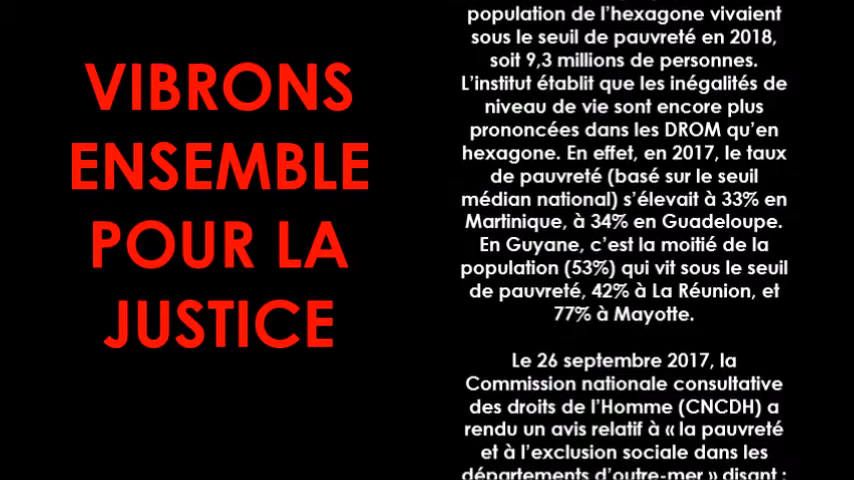 VIBRONS
ENSEMBLE
POUR LA
JUSTICE
population de l'hexagone vivaient
sous le seuil de pauvreté en 2018,
soit 9,3 millions de personnes.
L'institut établit que les inégalités de
niveau de vie sont encore plus
prononcées dans les DROM qu'en
hexagone. En effet, en 2017, le taux
de pauvreté (basé sur le seuil
médian national) s'élevait à 33% en
Martinique, à 34% en Guadeloupe.
En Guyane, c'est la moitié de la
population (53%) qui vit sous le seuil
de pauvreté, 42% à La Réunion, et
77% à Mayotte.
Le 26 septembre 2017, la
Commission nationale consultative
des droits de l'Homme (CNCDH) a
rendu un avis relatif à « la pauvreté
et à l'exclusion sociale dans les
départements d'outre-mer » disant :